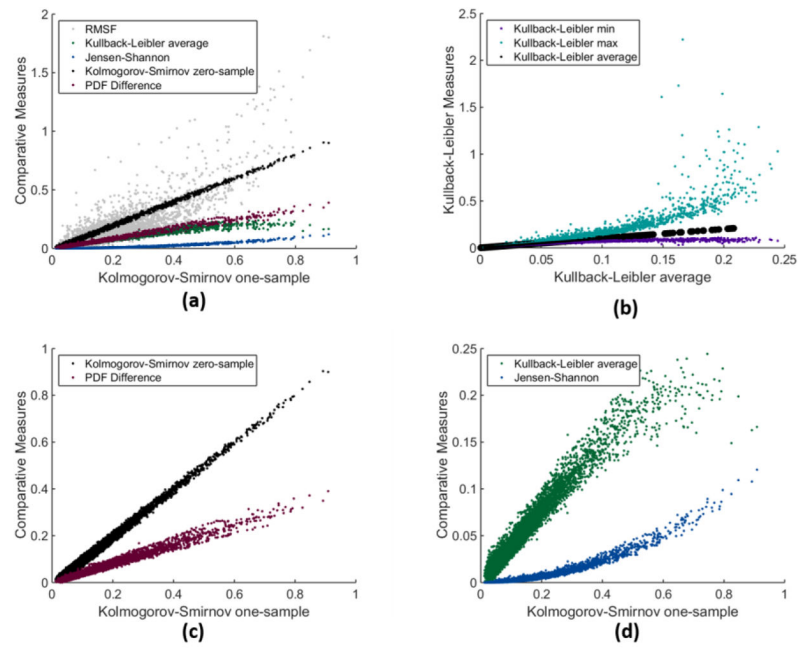 2
1.5
1
0.5
0
0
0.2
0.4
0.6
0.8
1
Comparative Measures
Kolmogorov-Smirnov one-sample
RMSF
Kullback-Leibler average
Jensen-Shannon
Kolmogorov-Smirnov zero-sample
PDF Difference
(a)
2.5
2
1.5
1
0.5
0
0
0.05
0.1
0.15
0.2
0.25
Kullback-Leibler Measures
Kullback-Leibler average
Kullback-Leibler min
Kullback-Leibler max
Kullback-Leibler average
(b)
1
0.8
0.6
0.4
0.2
0
0
0.2
0.4
0.6
0.8
1
Comparative Measures
Kolmogorov-Smirnov one-sample
Kolmogorov-Smirnov zero-sample
PDF Difference
(c)
0.25
0.2
0.15
0.1
0.05
0
0
0.2
0.4
0.6
0.8
1
Comparative Measures
Kolmogorov-Smirnov one-sample
Kullback-Leibler average
Jensen-Shannon
(d)